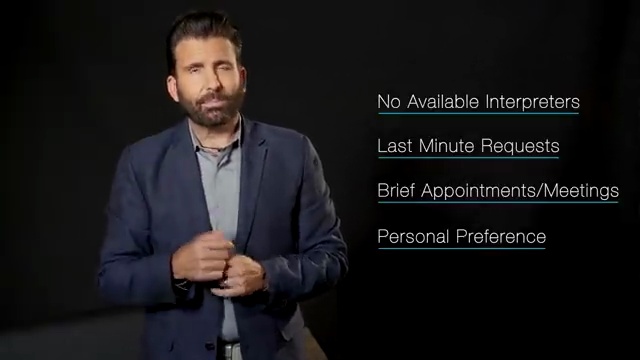 No Available Interpreters
Last Minute Requests
Brief Appointments/Meetings
Personal Preference